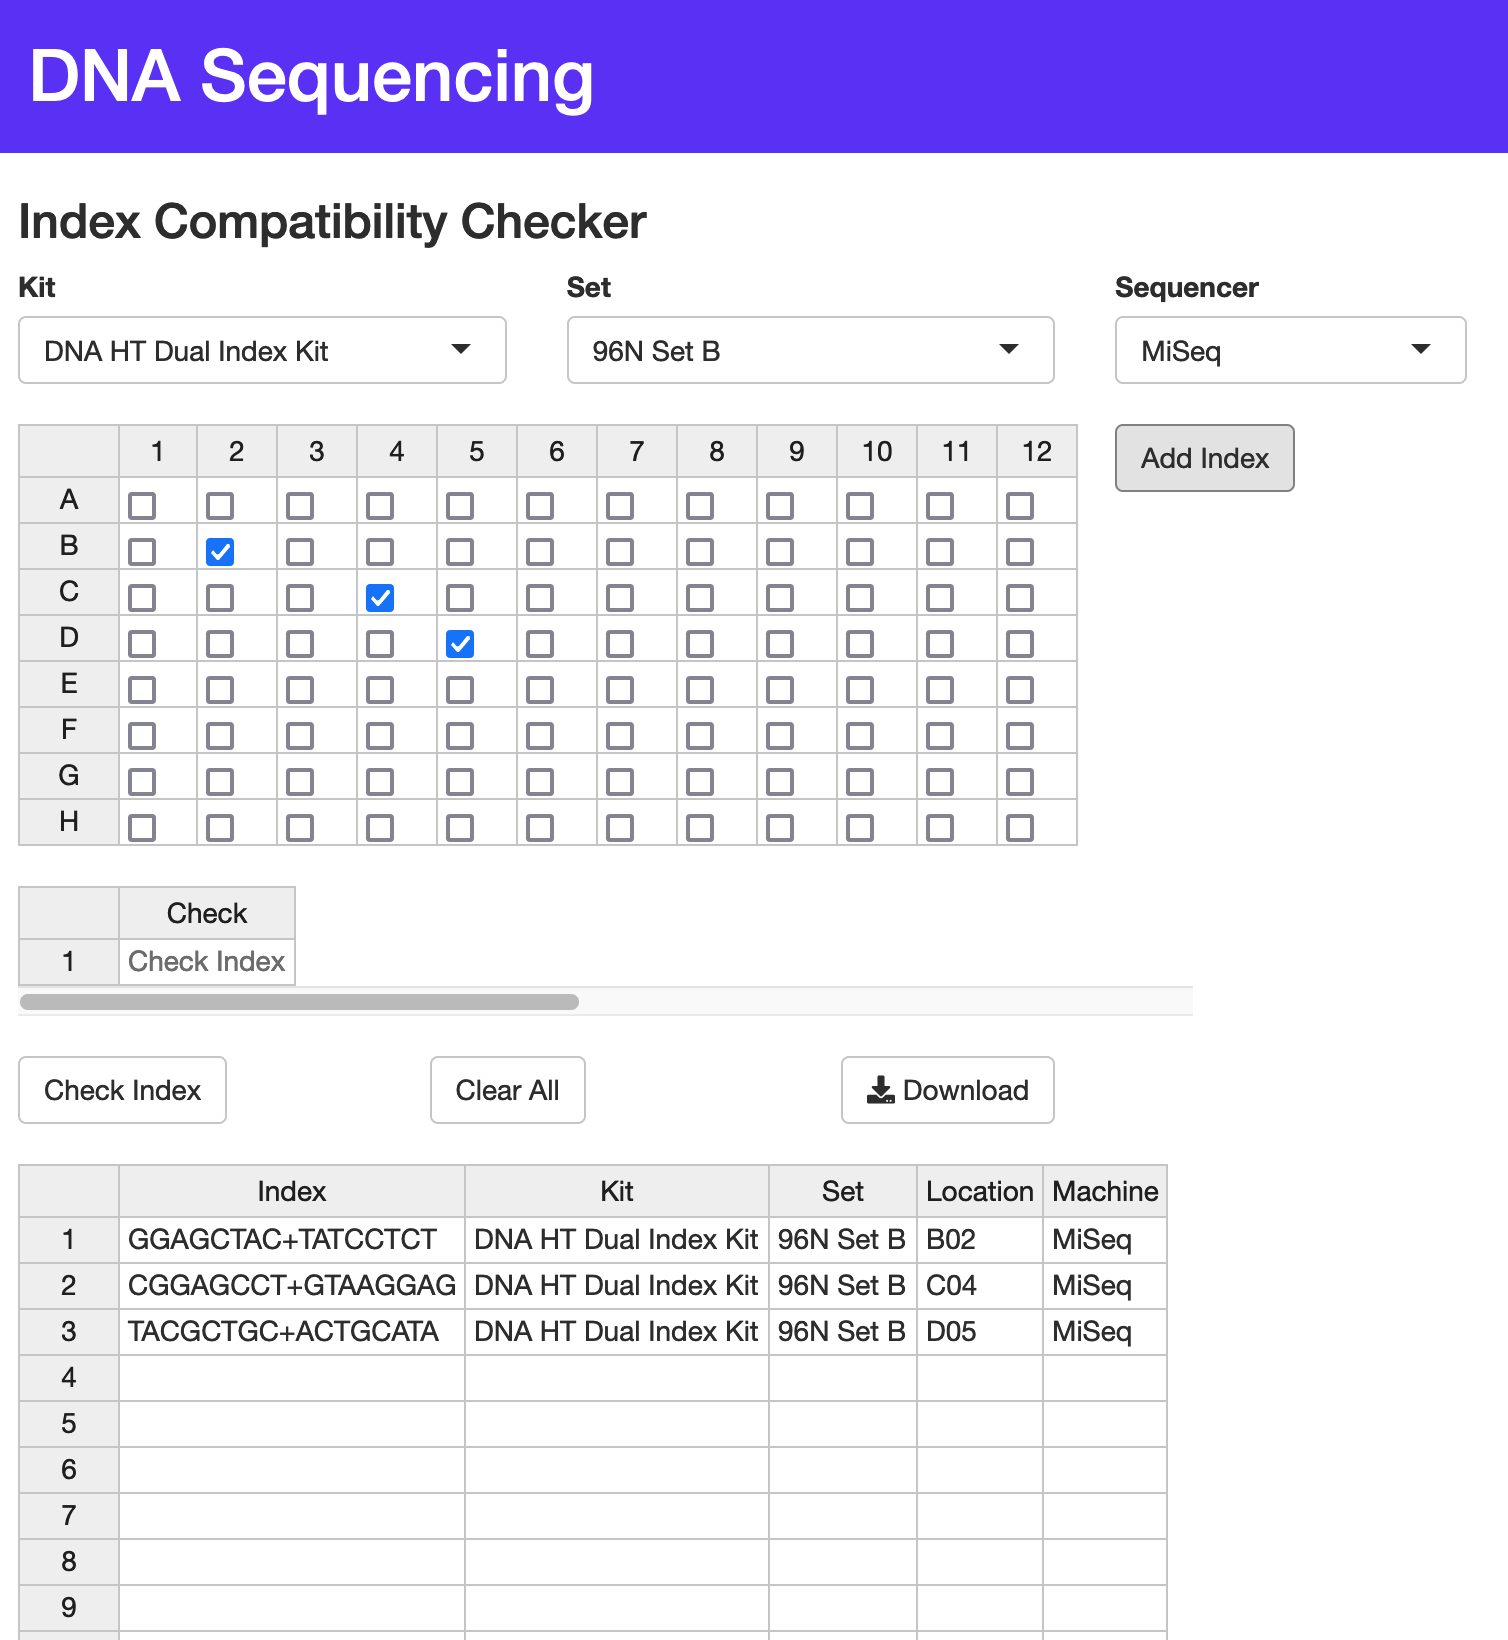 DNA Sequencing
Index Compatibility Checker
Kit Set Sequencer
DNA HT Dual Index Kit 96N Set B MiSeq
1 2 3 4 5 6 7 8 9 10 11 12
Add Index
A
B
C
D
E
F
G
H
Check
1 Check Index
Check Index Clear All Download
Index Kit Set Location Machine
1 GGAGCTAC+TATCCTCT DNA HT Dual Index Kit 96N Set B B02 MiSeq
2 CGGAGCCT+GTAAGGAG DNA HT Dual Index Kit 96N Set B C04 MiSeq
3 TACGCTGC+ACTGCATA DNA HT Dual Index Kit 96N Set B D05 MiSeq
4
5
6
7
8
9